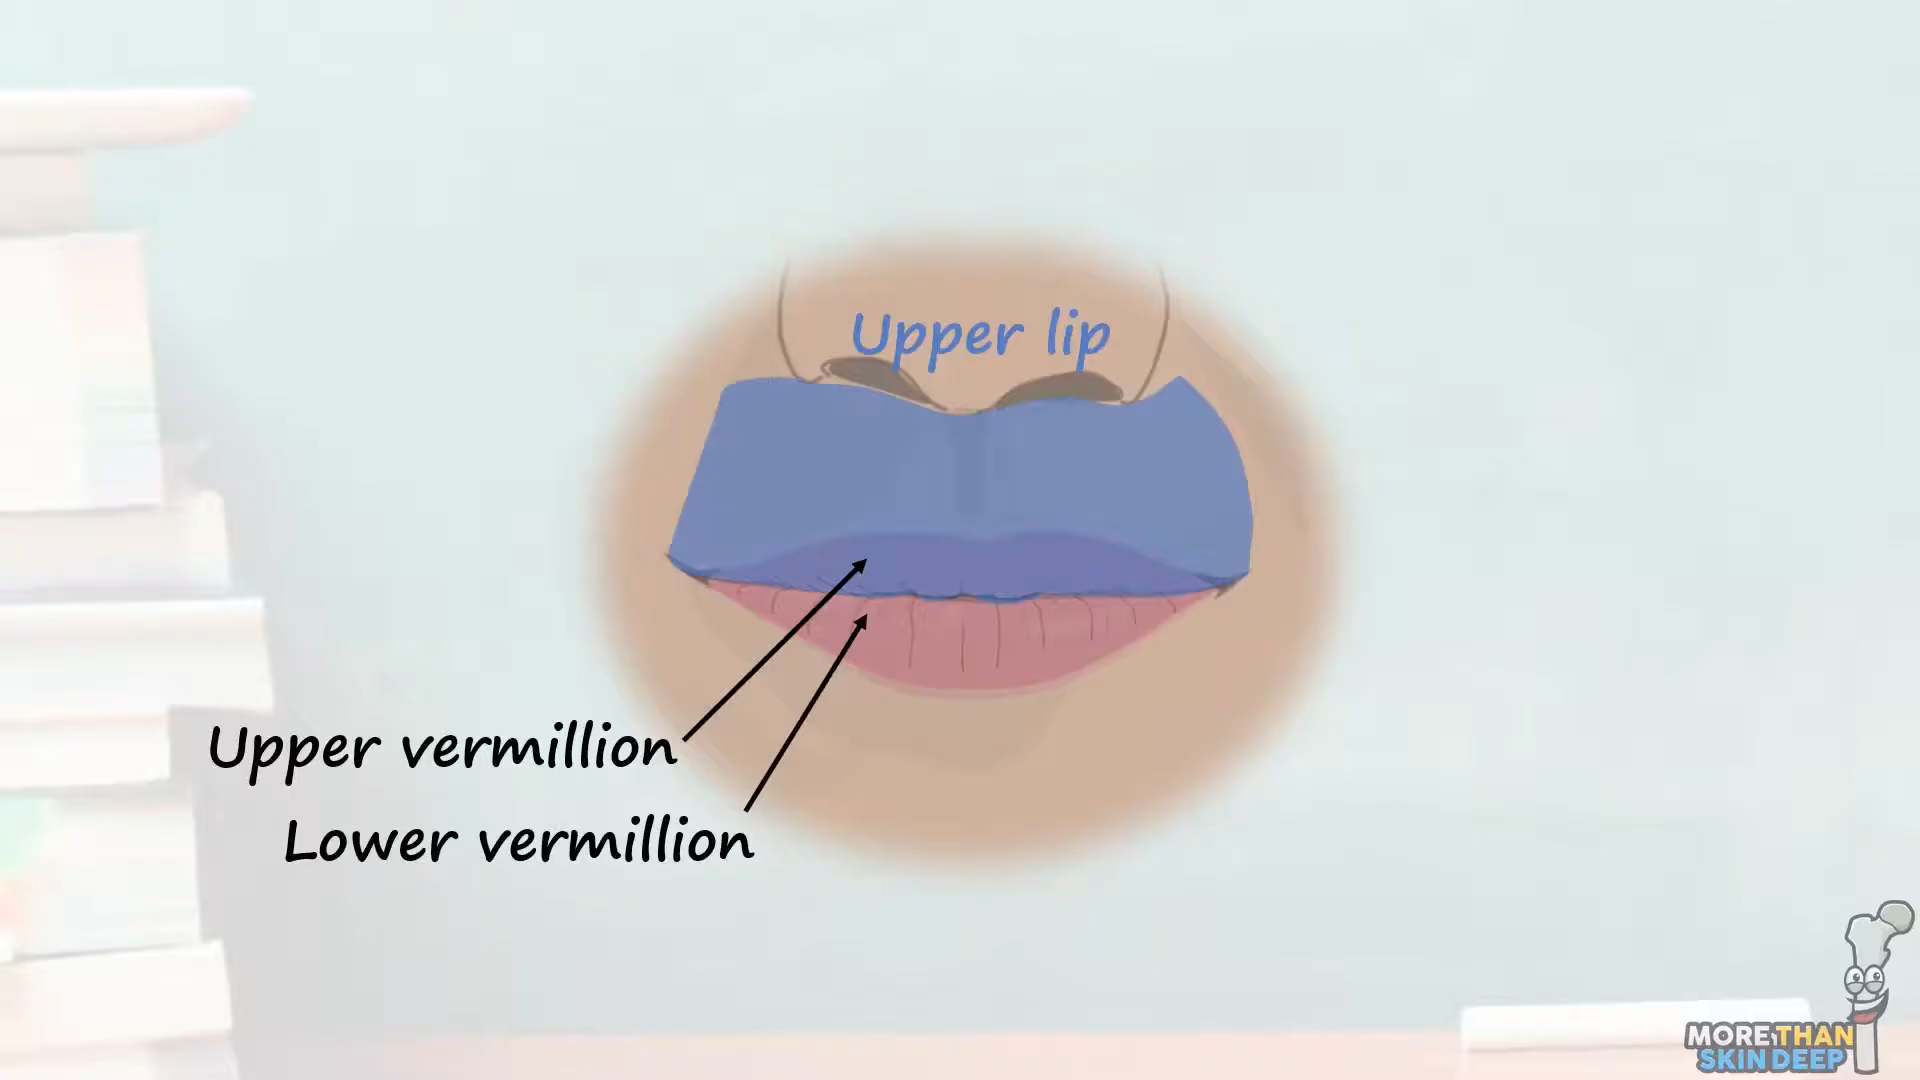 Upper lip
Upper vermillion
Lower vermillion
MORE THAN
SKIN DEEP